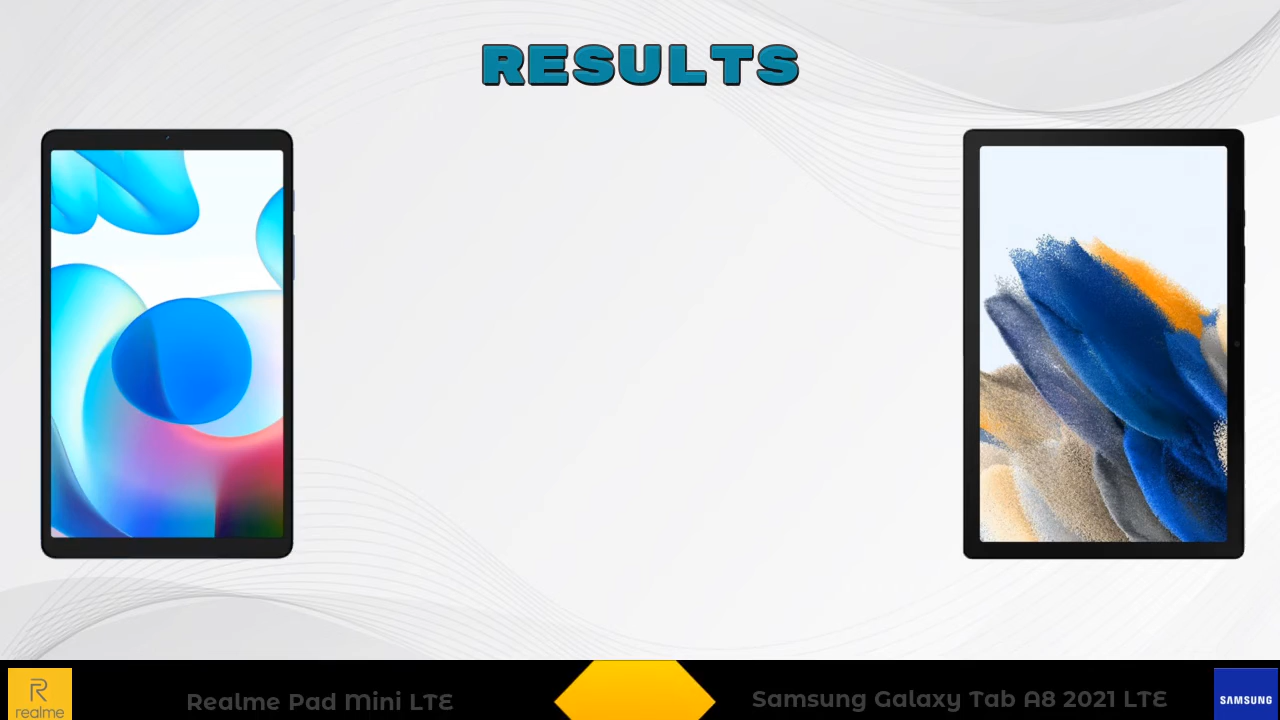 RESULTS
realme
Realme Pad Mini LTE
Samsung Galaxy Tab A8 2021 LTE
SAMSUNG